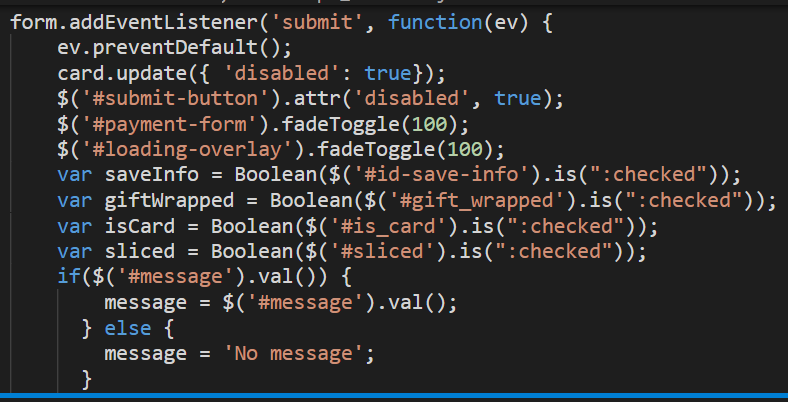 form.addEventListener('submit', function(ev) {
    ev.preventDefault();
    card.update({ 'disabled': true});
    $('#submit-button').attr('disabled', true);
    $('#payment-form').fadeToggle(100);
    $('#loading-overlay').fadeToggle(100);
    var saveInfo = Boolean($('#id-save-info').is(":checked"));
    var giftWrapped = Boolean($('#gift_wrapped').is(":checked"));
    var isCard = Boolean($('#is_card').is(":checked"));
    var sliced = Boolean($('#sliced').is(":checked"));
    if($('#message').val()) {
        message = $('#message').val();
      } else {
        message = 'No message';
      }